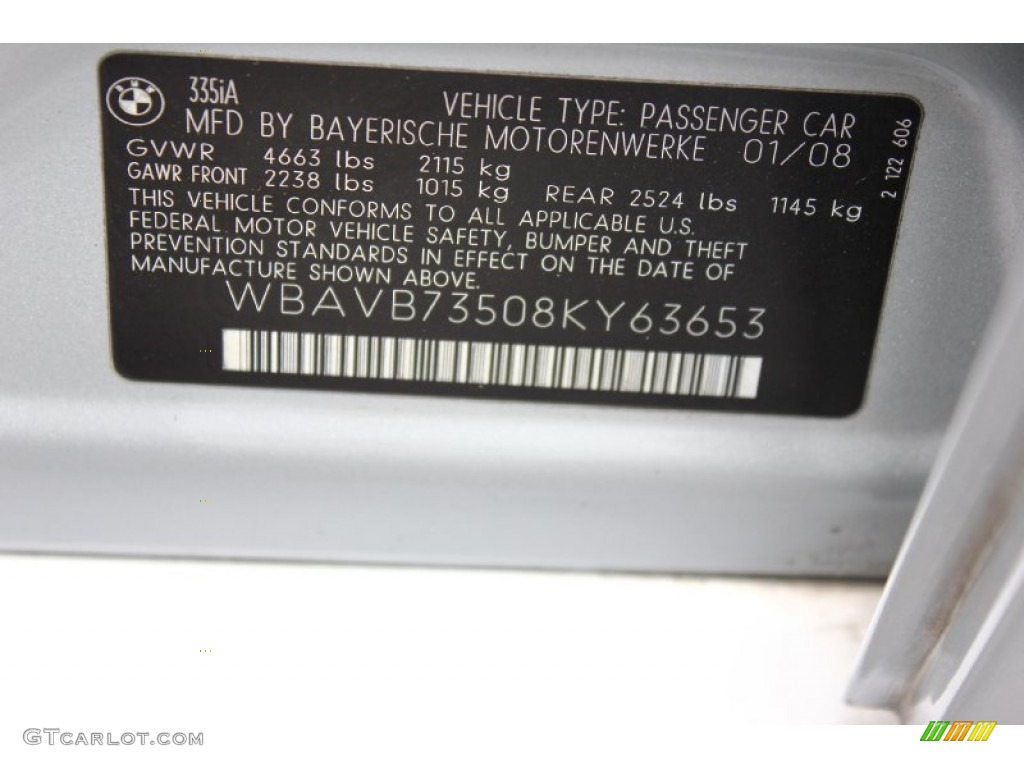 335iA
VEHICLE TYPE: PASSENGER CAR
MFD BY BAYERISCHE MOTORENWERKE 01/08
GVWR 4663 lbs 2115 kg
GAWR FRONT 2238 lbs 1015 kg REAR 2524 lbs 1145 kg
THIS VEHICLE CONFORMS TO ALL APPLICABLE U.S.
FEDERAL MOTOR VEHICLE SAFETY, BUMPER AND THEFT
PREVENTION STANDARDS IN EFFECT ON THE DATE OF
MANUFACTURE SHOWN ABOVE.
WBAVB73508KY63653
2 122 606
GTCARLOT.COM